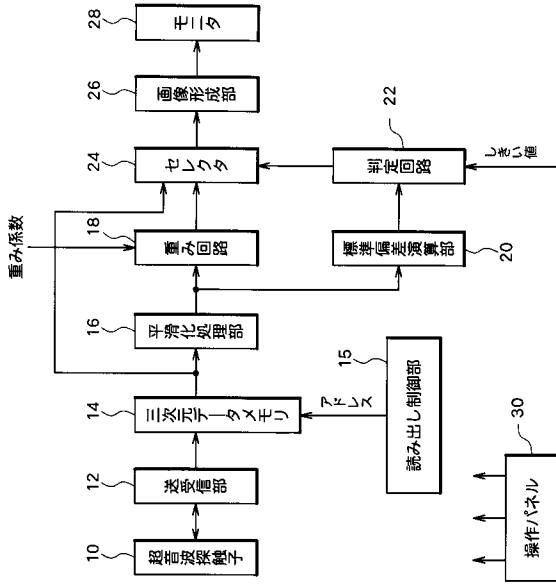 10
超音波探触子
12
送受信部
14
三次元データメモリ
アドレス
15
読み出し制御部
16
平滑化処理部
重み係数
18
重み回路
20
標準偏差演算部
22
判定回路
しきい値
24
セレクタ
26
画像形成部
28
モニタ
30
操作パネル